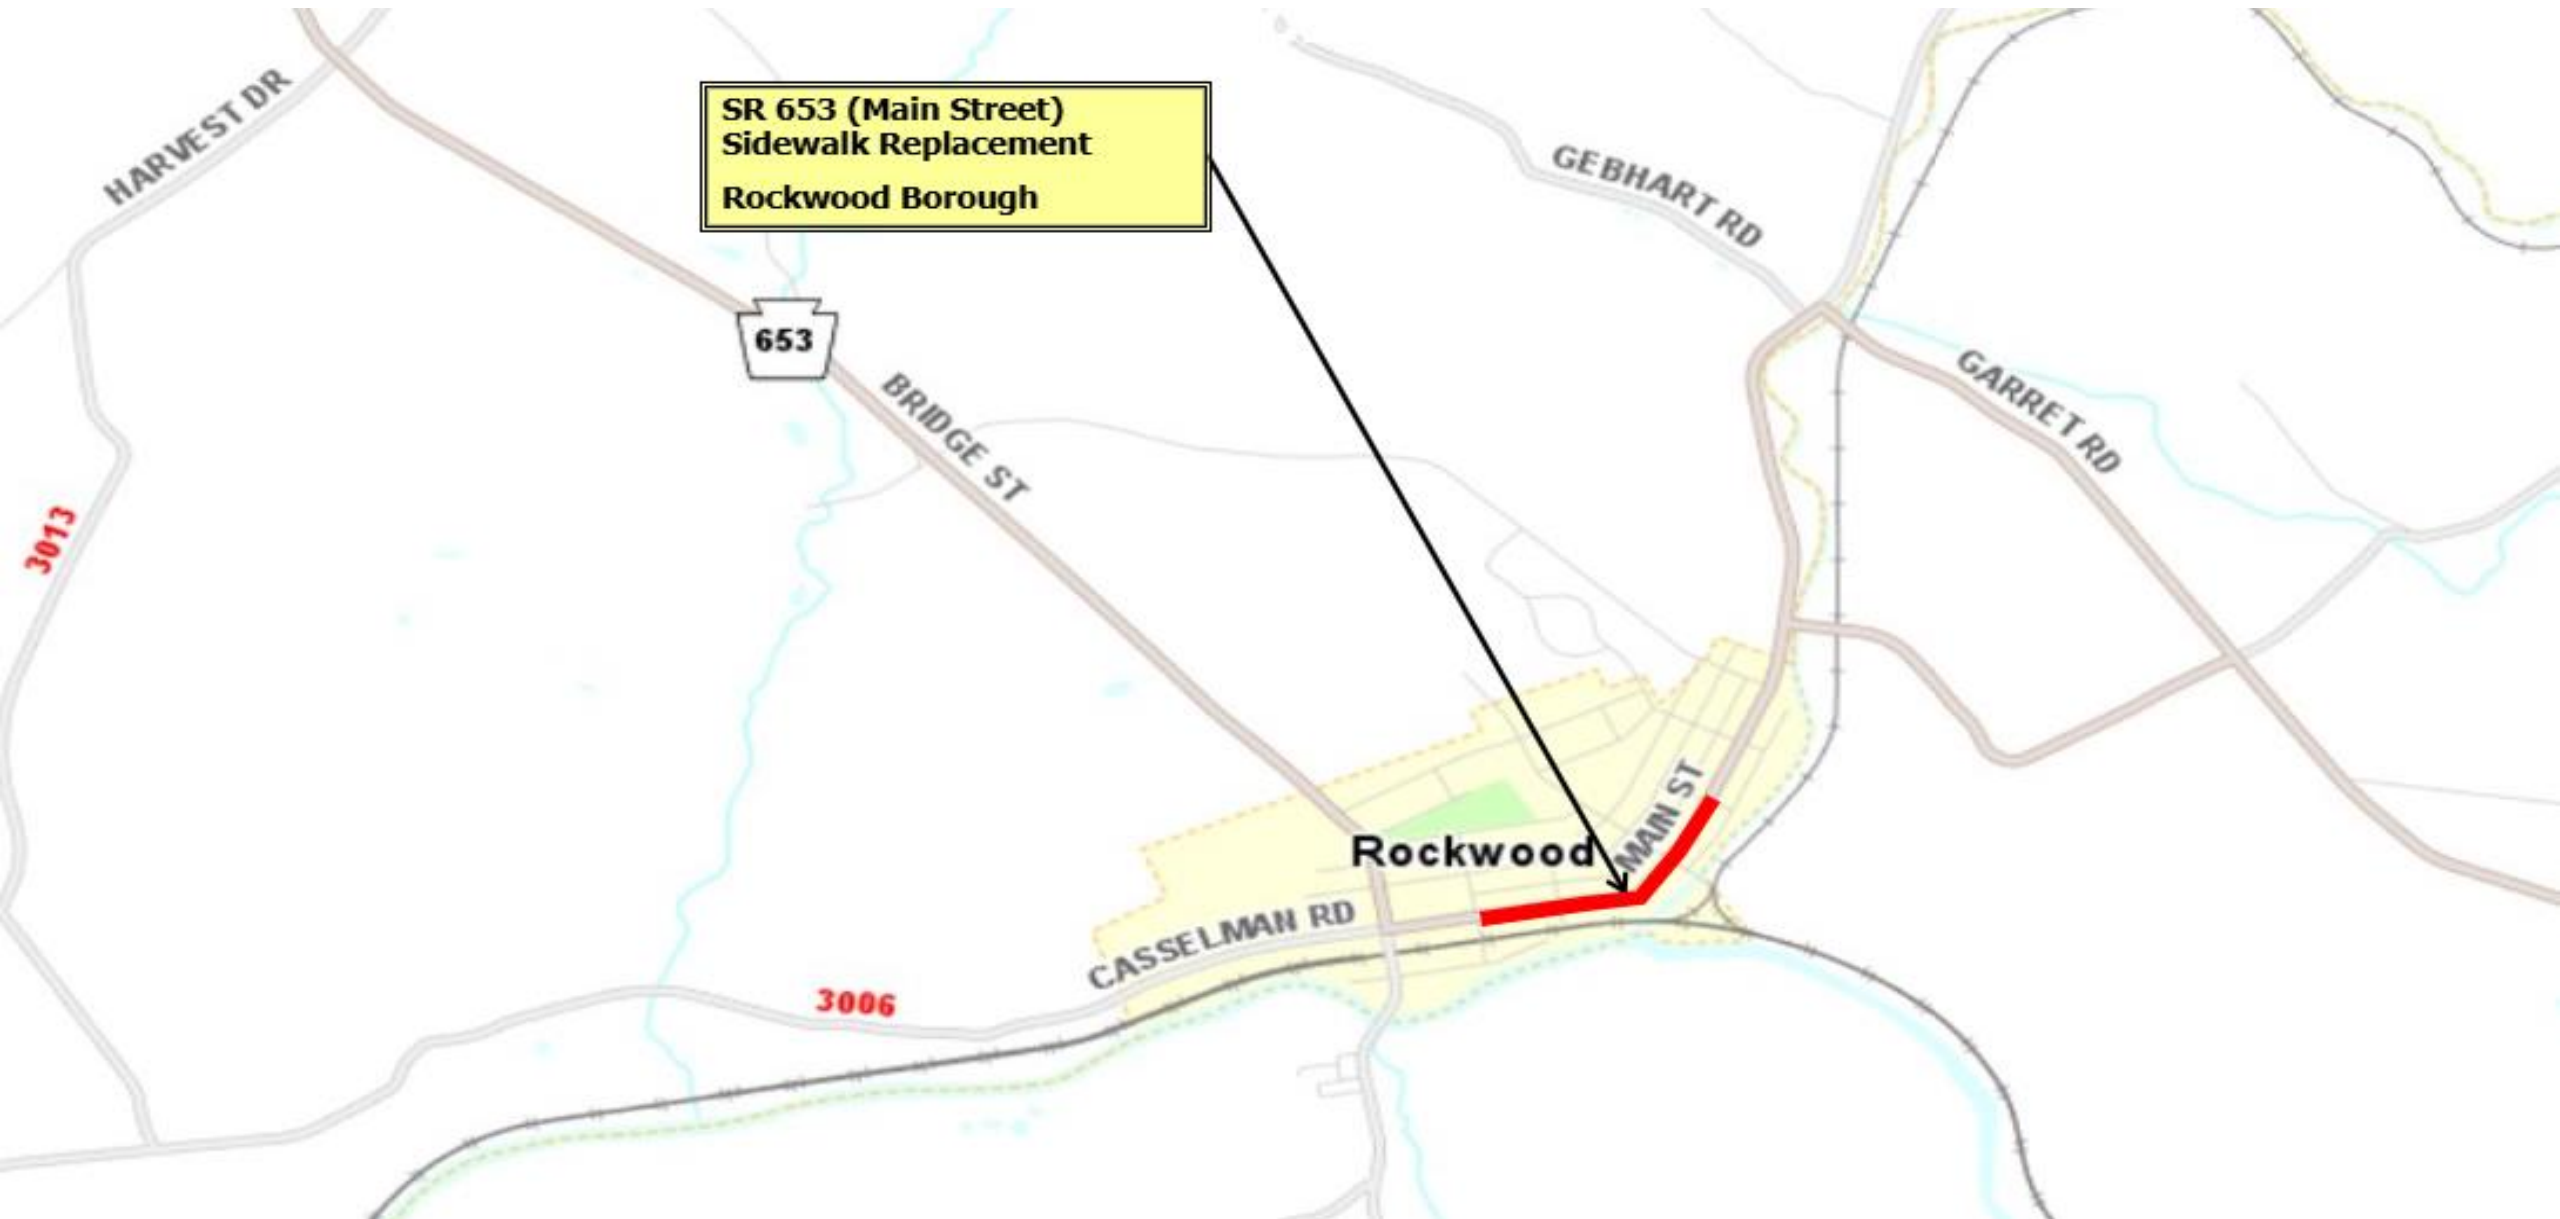 HARVEST DR
SR 653 (Main Street)
Sidewalk Replacement
Rockwood Borough
GEBHART RD
653
BRIDGE ST
GARRET RD
3013
MAIN ST
Rockwood
CASSELMAN RD
3006